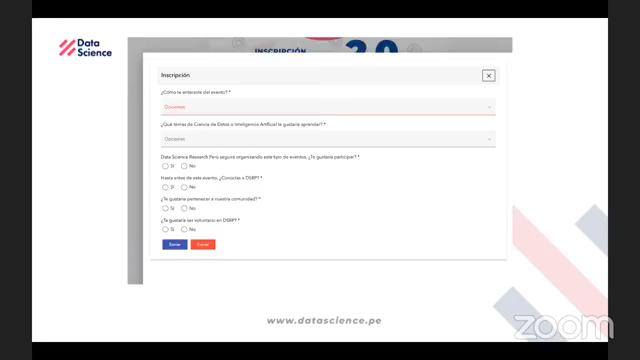 Data
Science
INSCRIPCIÓN
Inscripción
¿Cómo te enteraste del evento? *
Opciones
¿Qué temas de Ciencia de Datos o Inteligencia Artificial te gustaría aprender? *
Opciones
Data Science Research Perú seguirá organizando este tipo de eventos, ¿Te gustaría participar? *
Sí No
Hasta antes de este evento, ¿Conocías a DSRP? *
Sí No
¿Te gustaría pertenecer a nuestra comunidad? *
Sí No
¿Te gustaría ser voluntario en DSRP? *
Sí No
Enviar Cerrar
www.datascience.pe
zoom